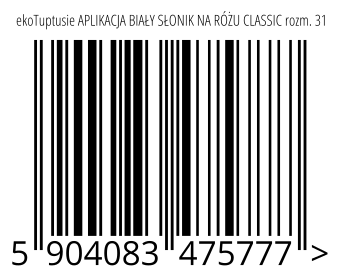 ekoTuptusie APLIKACJA BIAŁY SŁONIK NA RÓŻU CLASSIC rozm. 31
5 904083 475777 >